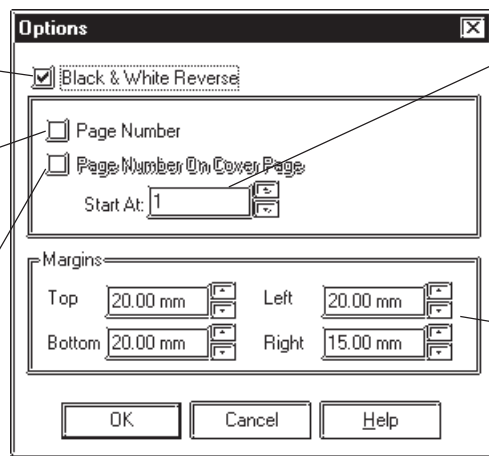 Options
Black & White Reverse
Page Number
Page Number On Cover Page
Start At: 1
Margins
Top 20.00 mm Left 20.00 mm
Bottom 20.00 mm Right 15.00 mm
OK Cancel Help